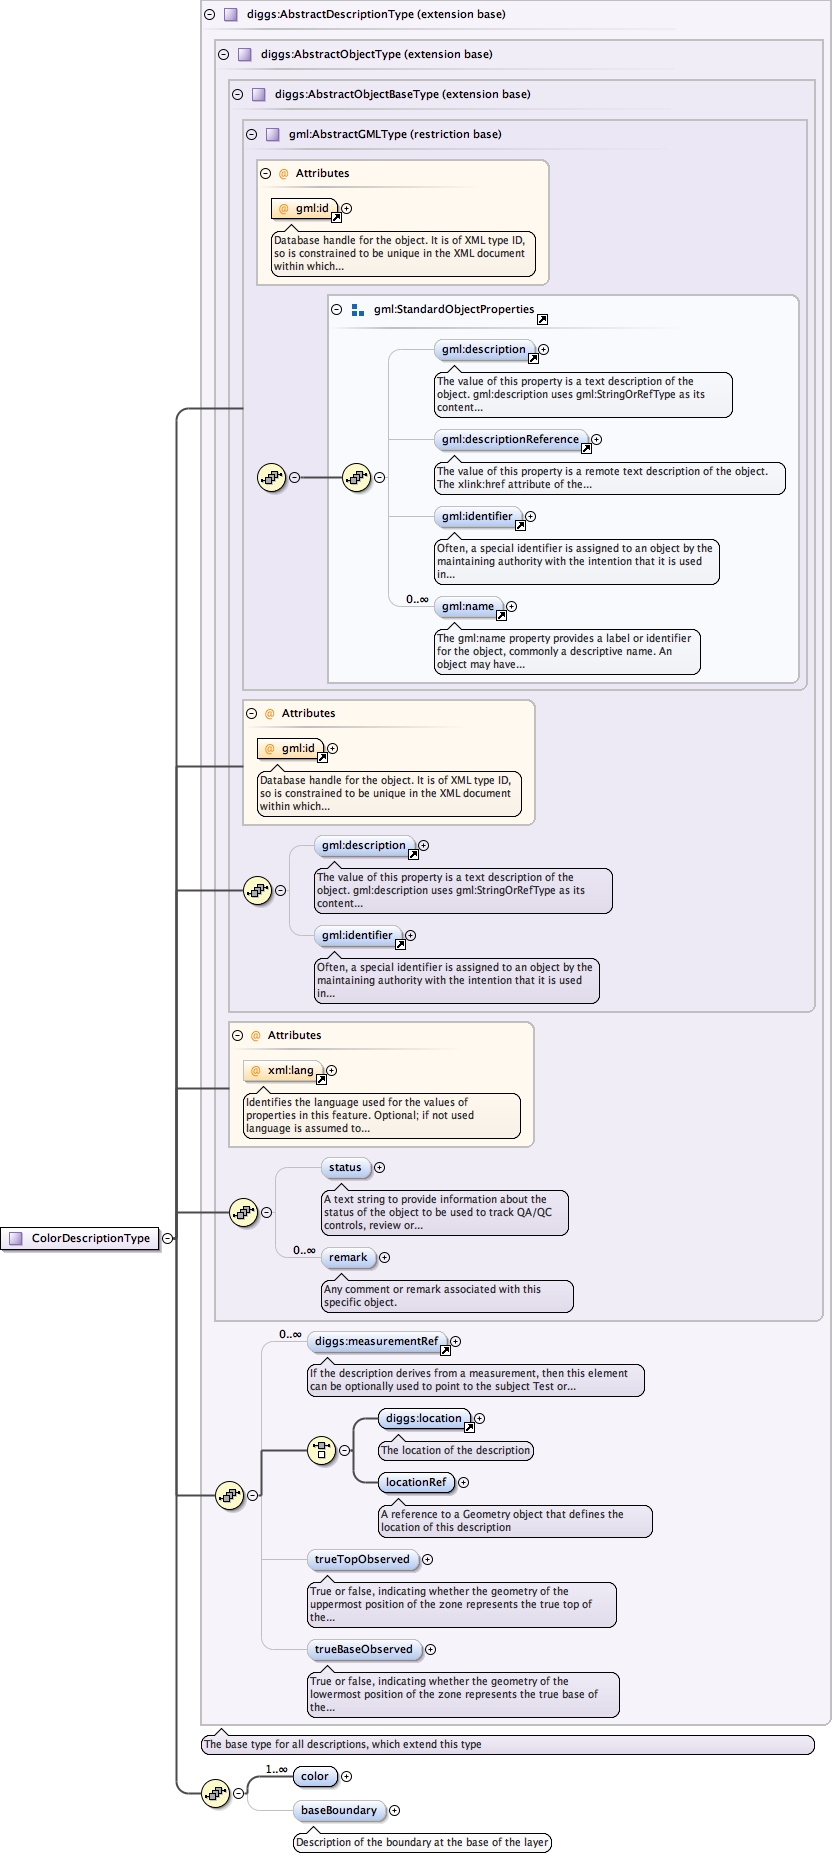 diggs:AbstractDescriptionType (extension base)
diggs:AbstractObjectType (extension base)
diggs:AbstractObjectBaseType (extension base)
gml:AbstractGMLType (restriction base)
@ Attributes
@ gml:id
Database handle for the object. It is of XML type ID,
so is constrained to be unique in the XML document
within which...
gml:StandardObjectProperties
gml:description
The value of this property is a text description of the
object. gml:description uses gml:StringOrRefType as its
content...
gml:descriptionReference
The value of this property is a remote text description of the object.
The xlink:href attribute of the...
gml:identifier
Often, a special identifier is assigned to an object by the
maintaining authority with the intention that it is used
in...
0..∞
gml:name
The gml:name property provides a label or identifier
for the object, commonly a descriptive name. An
object may have...
@ Attributes
@ gml:id
Database handle for the object. It is of XML type ID,
so is constrained to be unique in the XML document
within which...
gml:description
The value of this property is a text description of the
object. gml:description uses gml:StringOrRefType as its
content...
gml:identifier
Often, a special identifier is assigned to an object by the
maintaining authority with the intention that it is used
in...
@ Attributes
@ xml:lang
Identifies the language used for the values of
properties in this feature. Optional; if not used
language is assumed to...
status
A text string to provide information about the
status of the object to be used to track QA/QC
controls, review or...
ColorDescriptionType
0..∞
remark
Any comment or remark associated with this
specific object.
0..∞
diggs:measurementRef
If the description derives from a measurement, then this element
can be optionally used to point to the subject Test or...
diggs:location
The location of the description
locationRef
A reference to a Geometry object that defines the
location of this description
trueTopObserved
True or false, indicating whether the geometry of the
uppermost position of the zone represents the true top of
the...
trueBaseObserved
True or false, indicating whether the geometry of the
lowermost position of the zone represents the true base of
the...
The base type for all descriptions, which extend this type
1..∞
color
baseBoundary
Description of the boundary at the base of the layer